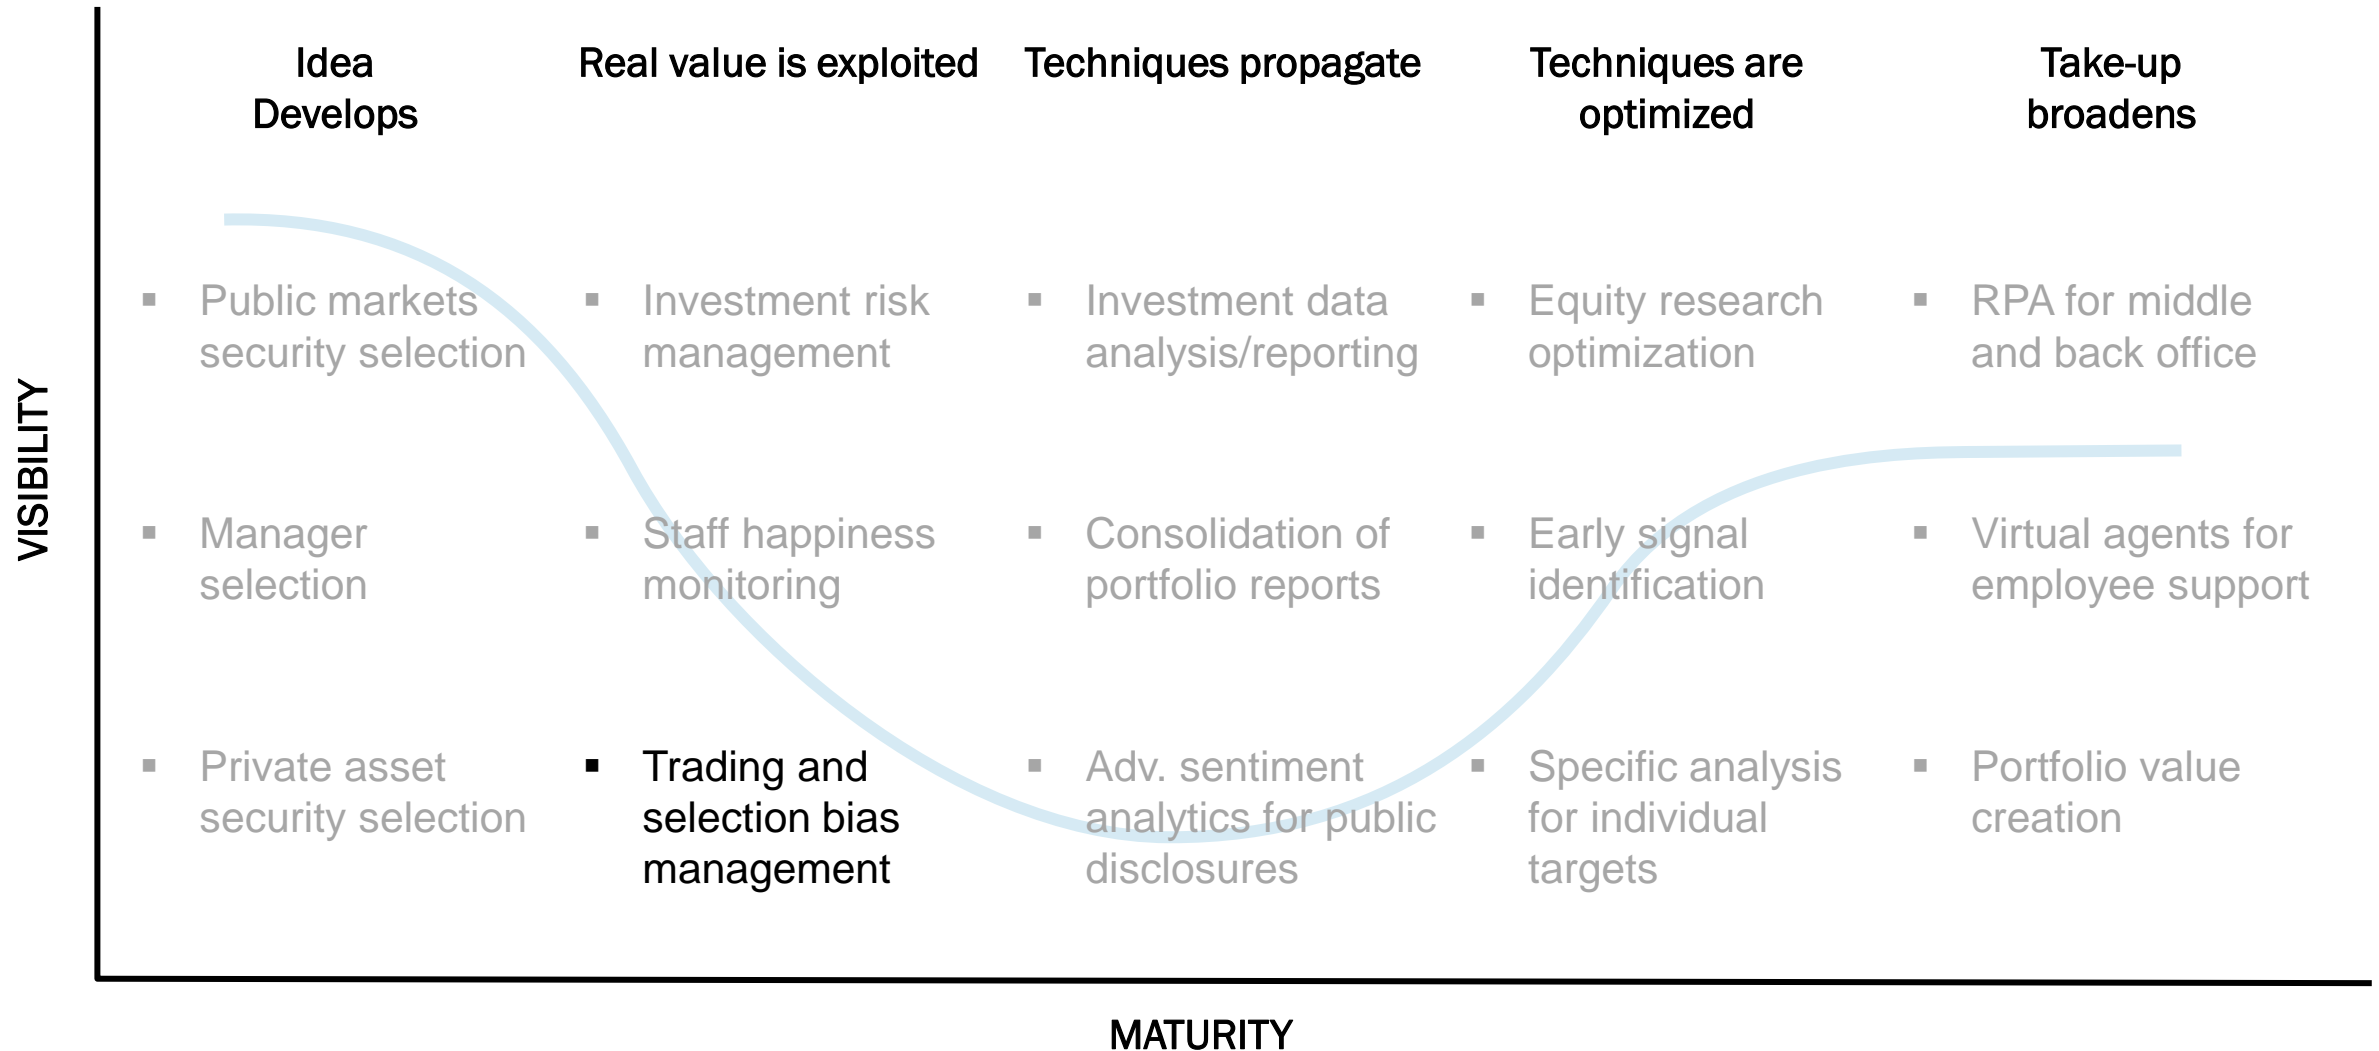 Idea
Develops
Real value is exploited
Techniques propagate
Techniques are
optimized
Take-up
broadens
VISIBILITY
▪ Public markets
security selection
▪ Investment risk
management
▪ Investment data
analysis/reporting
▪ Equity research
optimization
▪ RPA for middle
and back office
▪ Manager
selection
▪ Staff happiness
monitoring
▪ Consolidation of
portfolio reports
▪ Early signal
identification
▪ Virtual agents for
employee support
▪ Private asset
security selection
▪ Trading and
selection bias
management
▪ Adv. sentiment
analytics for public
disclosures
▪ Specific analysis
for individual
targets
▪ Portfolio value
creation
MATURITY